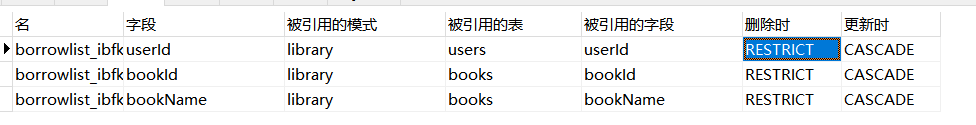 名 字段 被引用的模式 被引用的表 被引用的字段 删除时 更新时
borrowlist_ibfk userId library users userId RESTRICT CASCADE
borrowlist_ibfk bookId library books bookId RESTRICT CASCADE
borrowlist_ibfk bookName library books bookName RESTRICT CASCADE